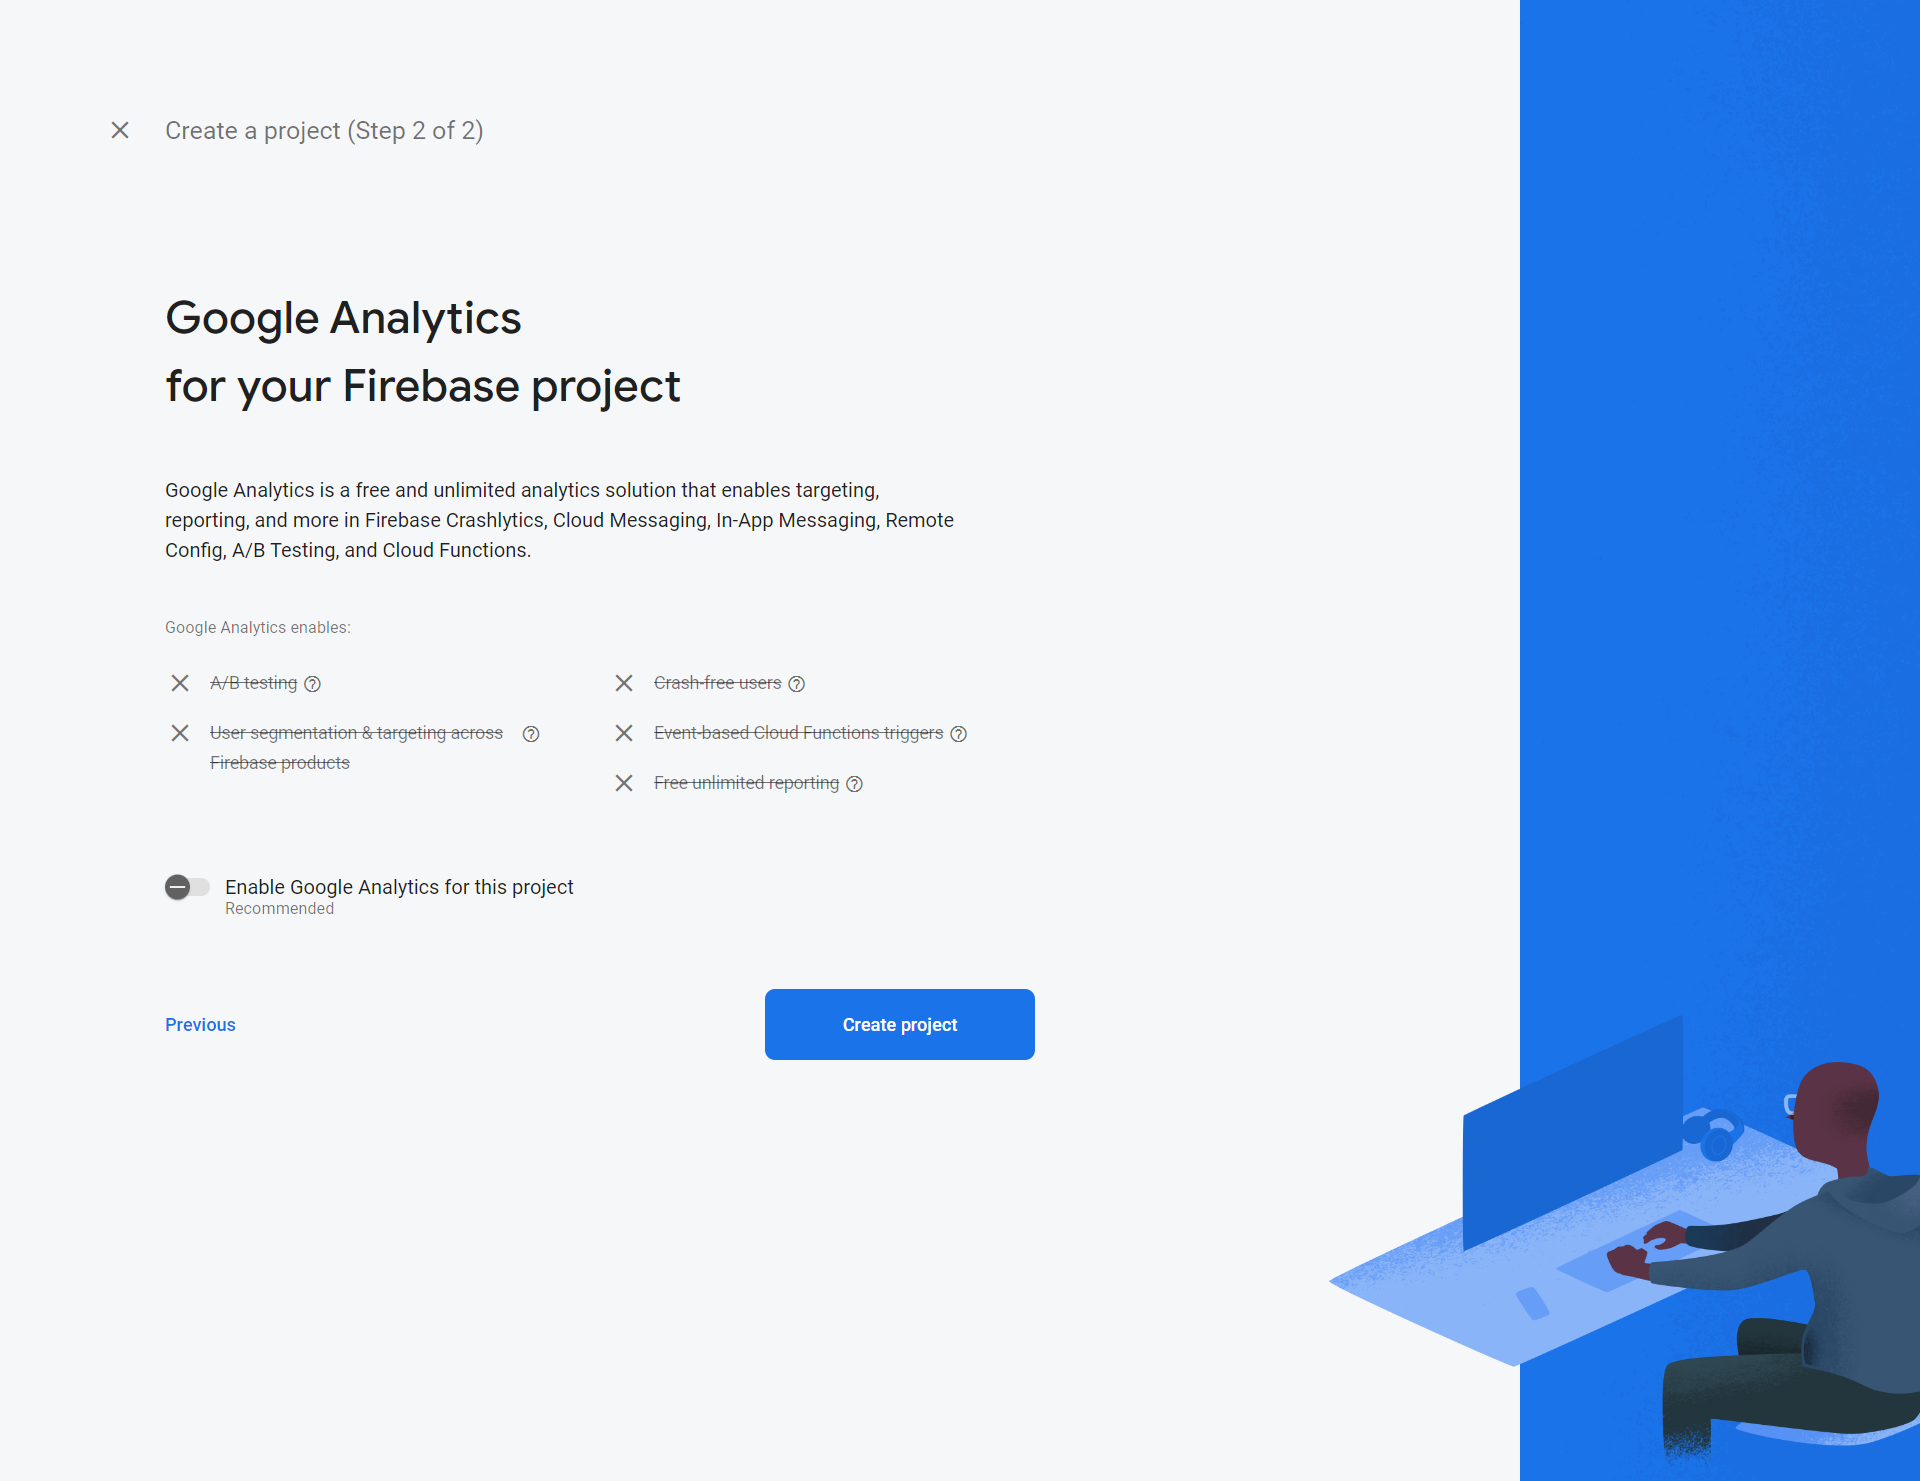 Create a project (Step 2 of 2)
Google Analytics
for your Firebase project
Google Analytics is a free and unlimited analytics solution that enables targeting,
reporting, and more in Firebase Crashlytics, Cloud Messaging, In-App Messaging, Remote
Config, A/B Testing, and Cloud Functions.
Google Analytics enables:
A/B testing
User segmentation & targeting across
Firebase products
Crash-free users
Event-based Cloud Functions triggers
Free unlimited reporting
Enable Google Analytics for this project
Recommended
Previous
Create project